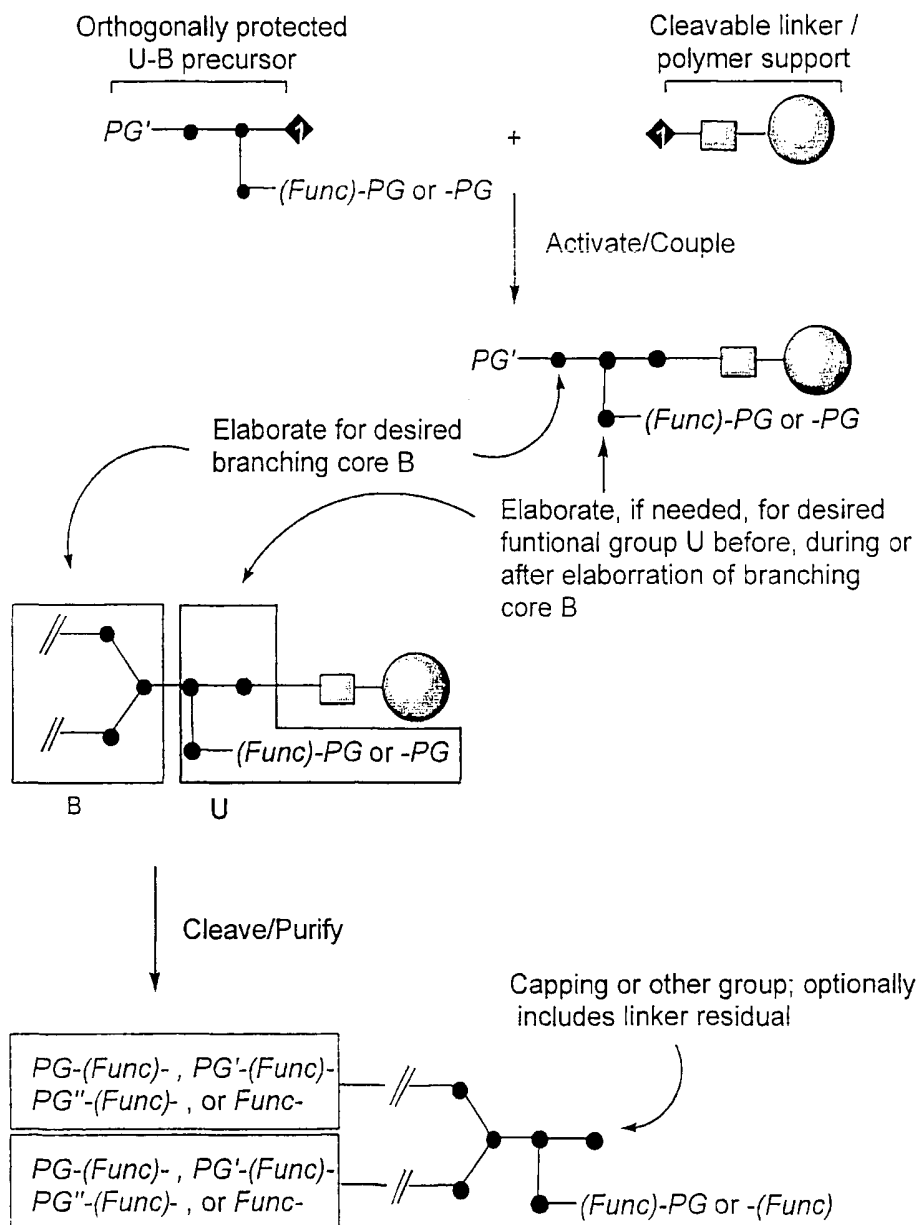 Orthogonally protected
U-B precursor
Cleavable linker /
polymer support
PG'
1
+
1
(Func)-PG or -PG
Activate/Couple
PG'
(Func)-PG or -PG
Elaborate for desired
branching core B
Elaborate, if needed, for desired
funtional group U before, during or
after elaborration of branching
core B
(Func)-PG or -PG
B
U
Cleave/Purify
Capping or other group; optionally
includes linker residual
PG-(Func)- , PG'-(Func)-
PG"-(Func)- , or Func-
PG-(Func)- , PG'-(Func)-
PG"-(Func)- , or Func-
(Func)-PG or -(Func)